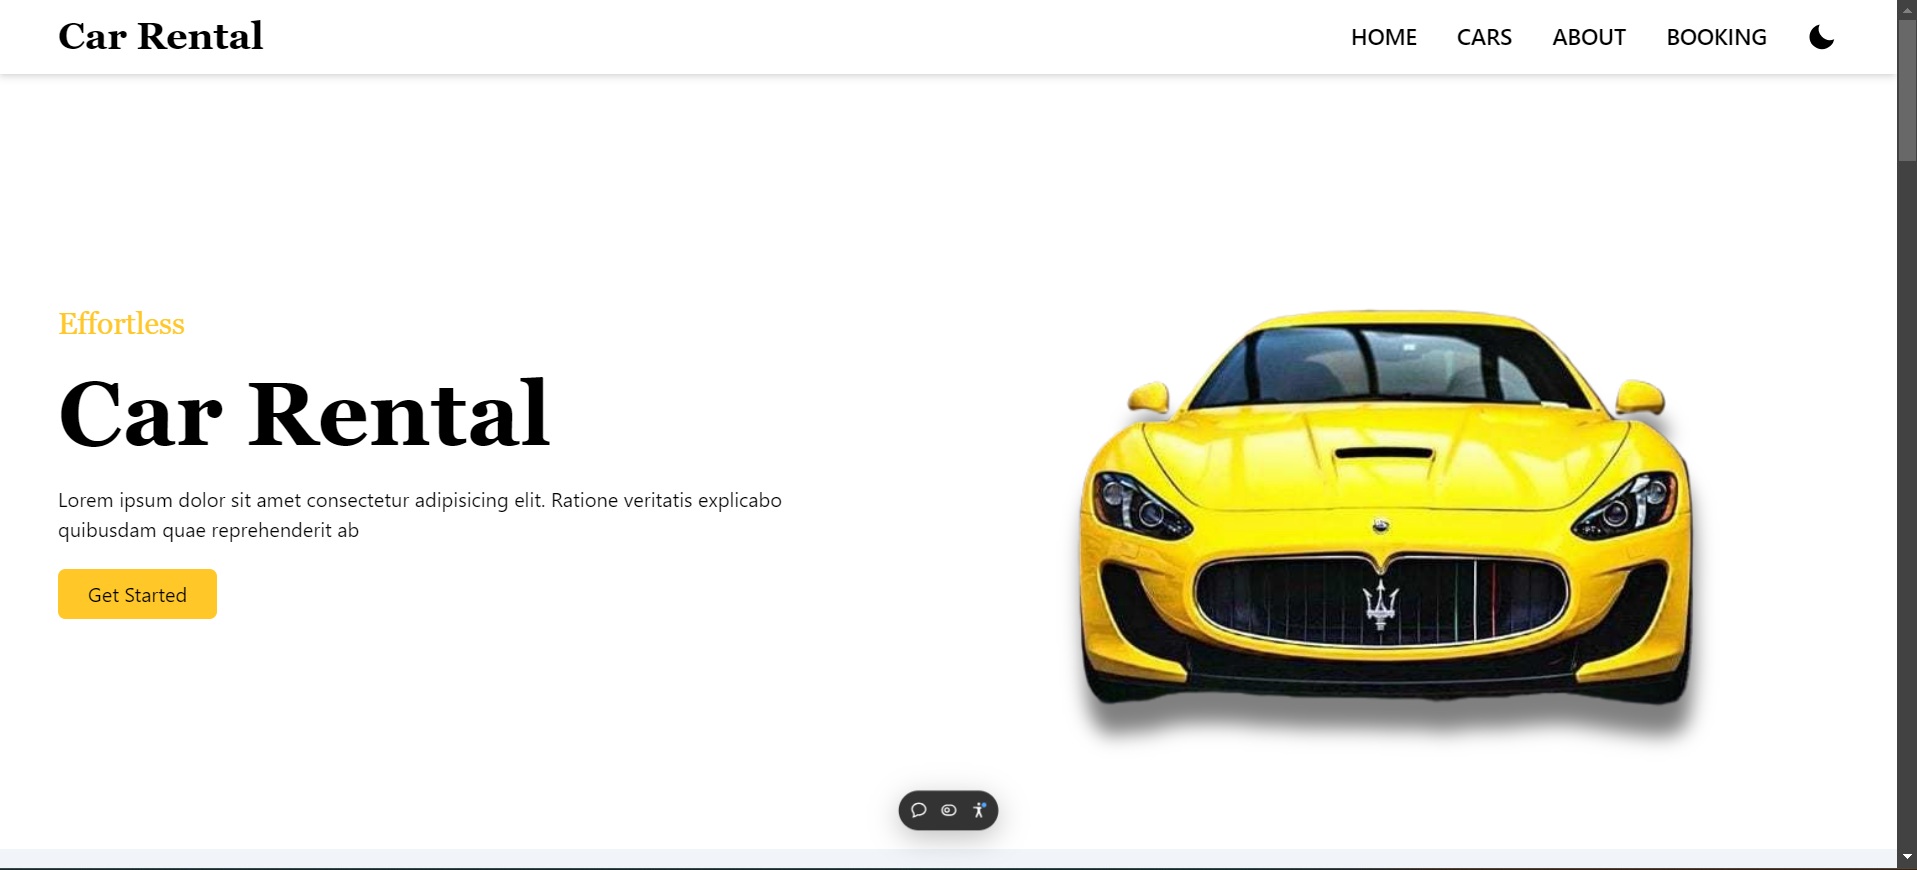 Car Rental
HOME CARS ABOUT BOOKING
Effortless
Car Rental
Lorem ipsum dolor sit amet consectetur adipisicing elit. Ratione veritatis explicabo
quibusdam quae reprehenderit ab
Get Started